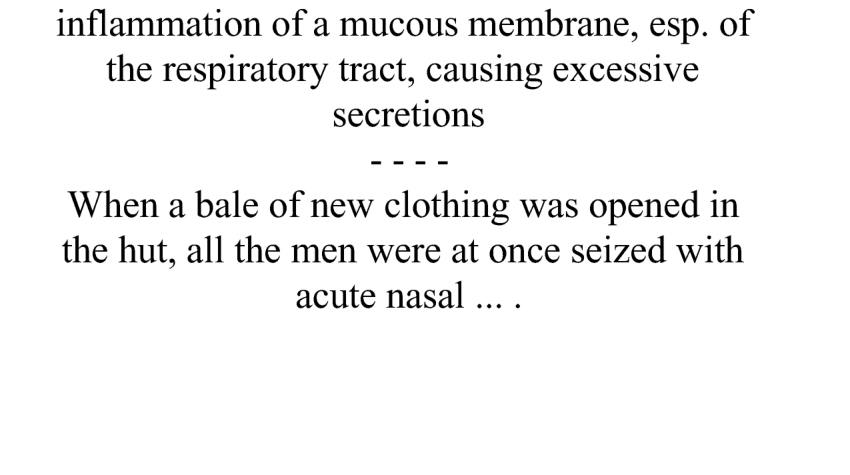 inflammation of a mucous membrane, esp. of
the respiratory tract, causing excessive
secretions
- - - -
When a bale of new clothing was opened in
the hut, all the men were at once seized with
acute nasal ... .